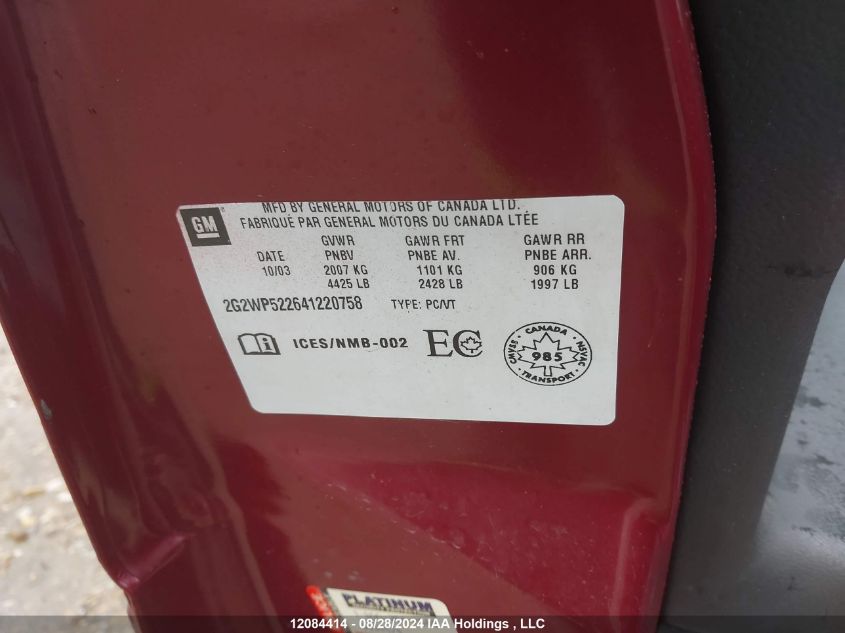 GM
MFD BY GENERAL MOTORS OF CANADA LTD.
FABRIQUÉ PAR GENERAL MOTORS DU CANADA LTÉE
GVWR GAWR FRT GAWR RR
DATE PNBV PNBE AV. PNBE ARR.
10/03 2007 KG 1101 KG 906 KG
4425 LB 2428 LB 1997 LB
2G2WP522641220758 TYPE: PC/VT
ICES/NMB-002 EC
CANADA
CMVSS 985 NSVAC
TRANSPORT
PLATINUM
12084414 - 08/28/2024 IAA Holdings , LLC